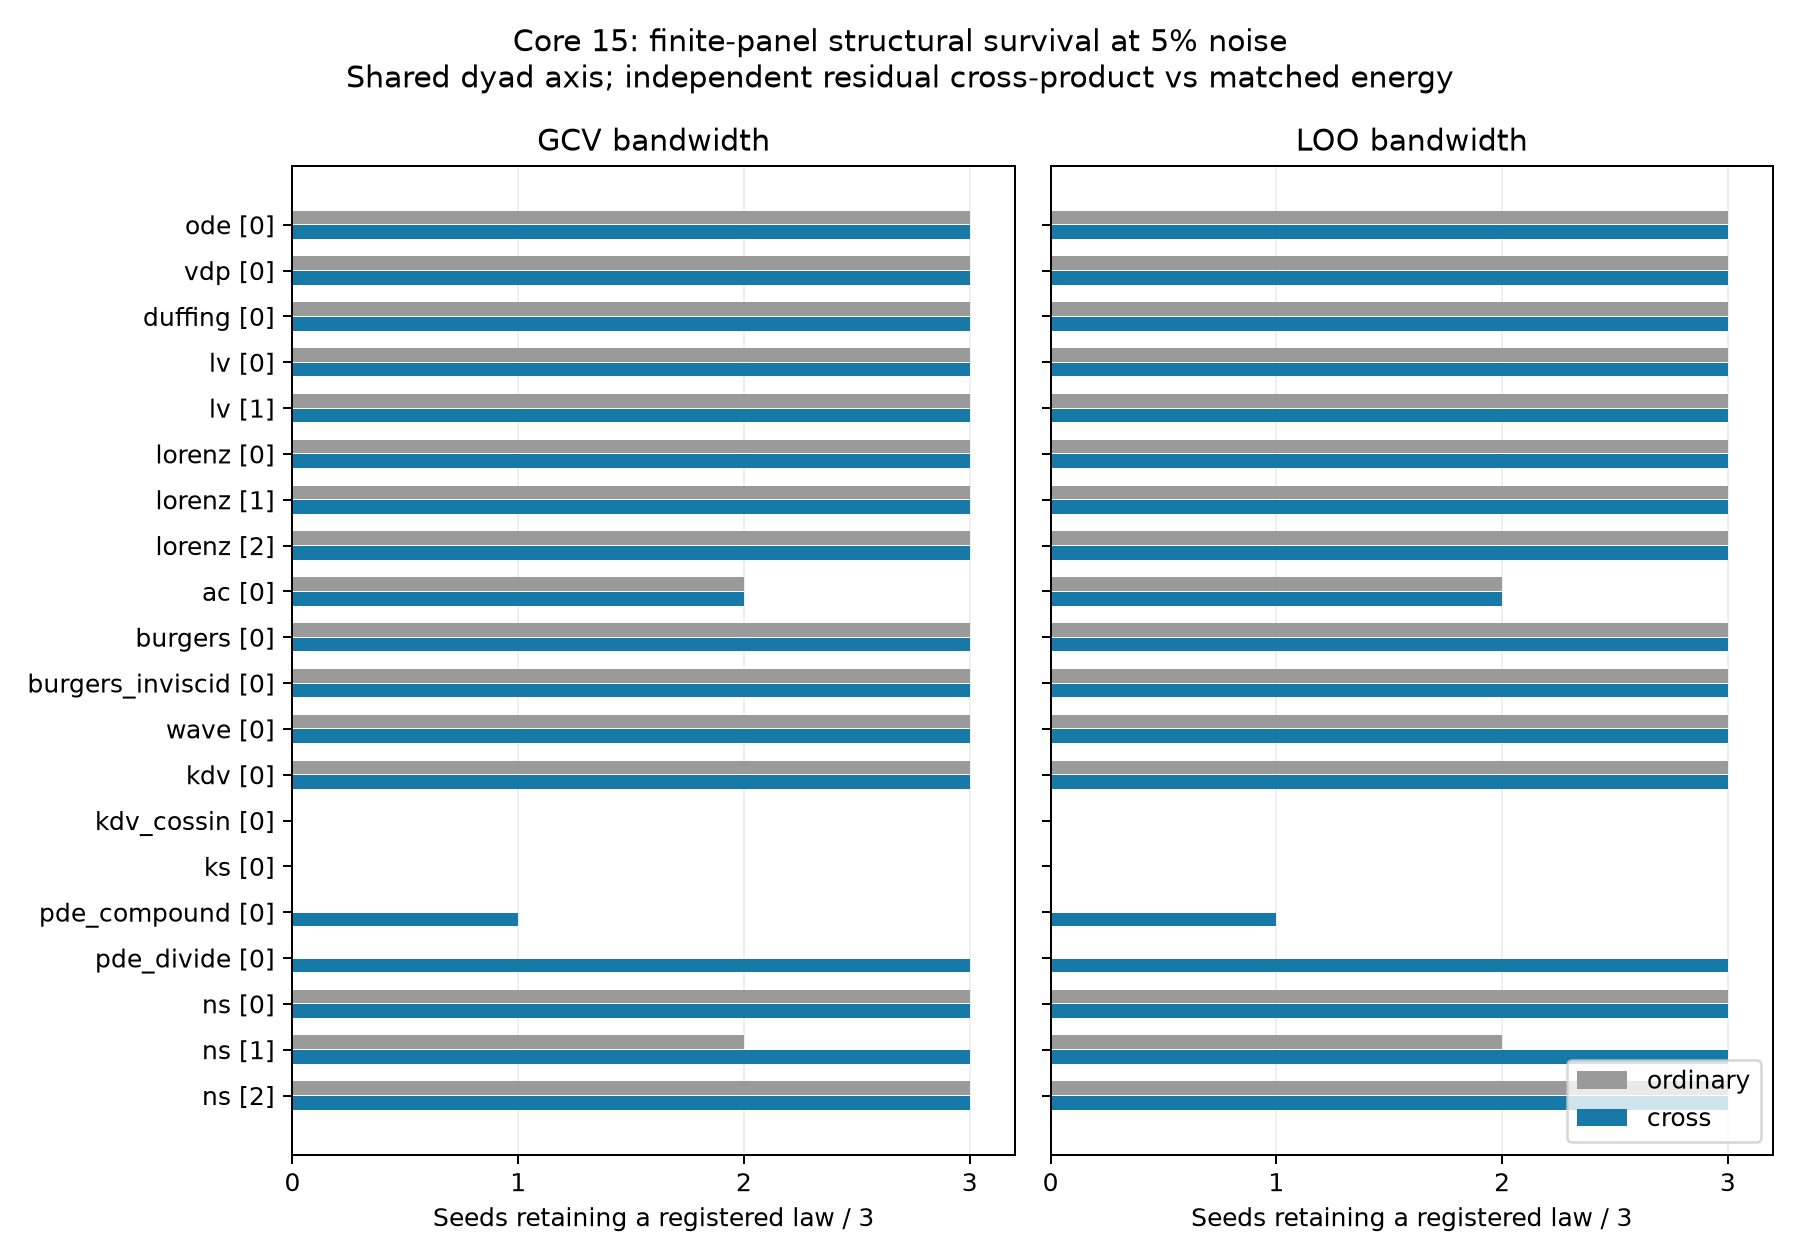 Core 15: finite-panel structural survival at 5% noise
Shared dyad axis; independent residual cross-product vs matched energy
GCV bandwidth
LOO bandwidth
ode [0]
vdp [0]
duffing [0]
lv [0]
lv [1]
lorenz [0]
lorenz [1]
lorenz [2]
ac [0]
burgers [0]
burgers_inviscid [0]
wave [0]
kdv [0]
kdv_cossin [0]
ks [0]
pde_compound [0]
pde_divide [0]
ns [0]
ns [1]
ns [2]
ordinary
cross
0 1 2 3
0 1 2 3
Seeds retaining a registered law / 3
Seeds retaining a registered law / 3